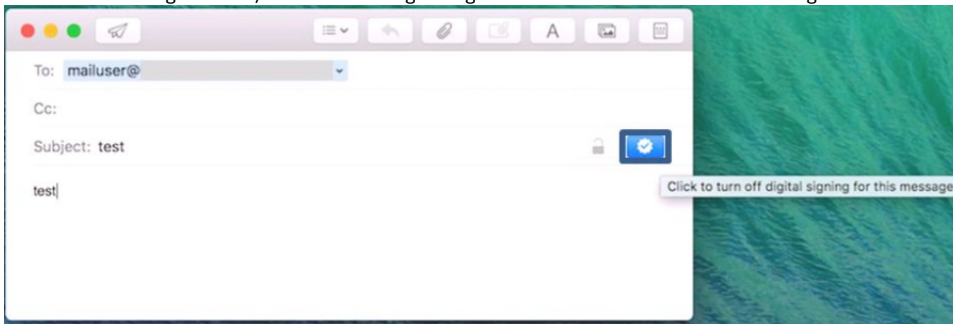 To: mailuser@
Cc:
Subject: test
test
Click to turn off digital signing for this message